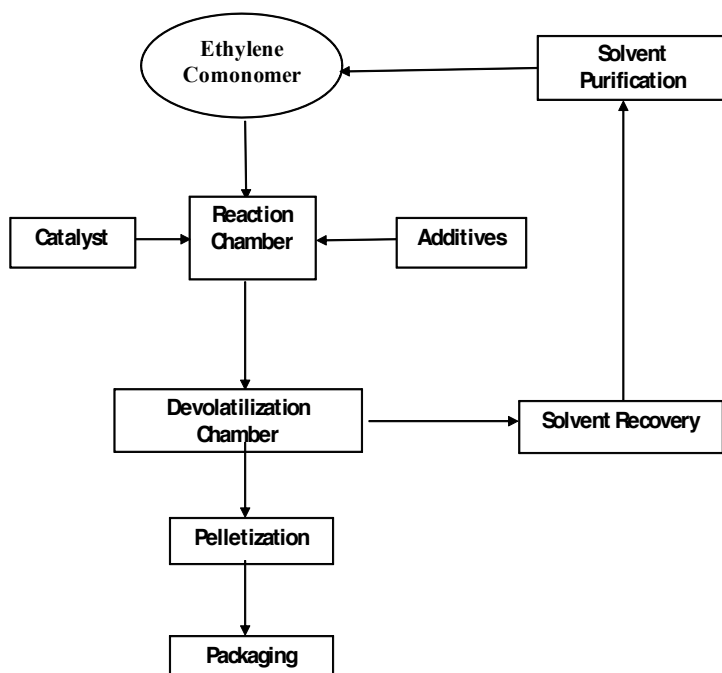 Ethylene
Comonomer
Solvent
Purification
Catalyst
Reaction
Chamber
Additives
Devolatilization
Chamber
Solvent Recovery
Pelletization
Packaging